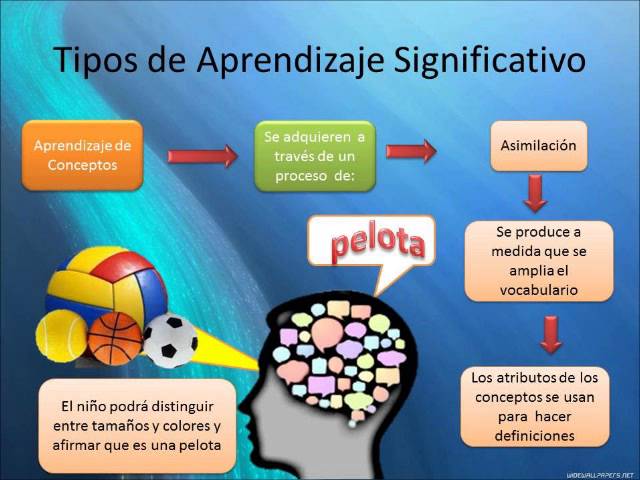 Tipos de Aprendizaje Significativo
Aprendizaje de
Conceptos
Se adquieren a
través de un
proceso de:
Asimilación
Se produce a
medida que se
amplia el
vocabulario
Los atributos de los
conceptos se usan
para hacer
definiciones
pelota
El niño podrá distinguir
entre tamaños y colores y
afirmar que es una pelota
WIDEWALLPAPERS.NET